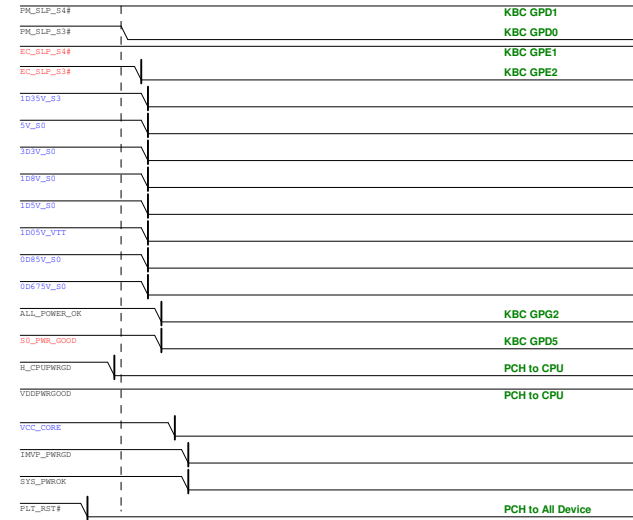 PM_SLP_S4# KBC GPD1
PM_SLP_S3# KBC GPD0
EC_SLP_S4# KBC GPE1
EC_SLP_S3# KBC GPE2
1D35V_S3
5V_S0
3D3V_S0
1D8V_S0
1D5V_S0
1D05V_VTT
0D85V_S0
0D675V_S0
ALL_POWER_OK KBC GPG2
S0_PWR_GOOD KBC GPD5
H_CPUPWRGD PCH to CPU
VDDPWRGOOD PCH to CPU
VCC_CORE
IMVP_PWRGD
SYS_PWROK
PLT_RST# PCH to All Device